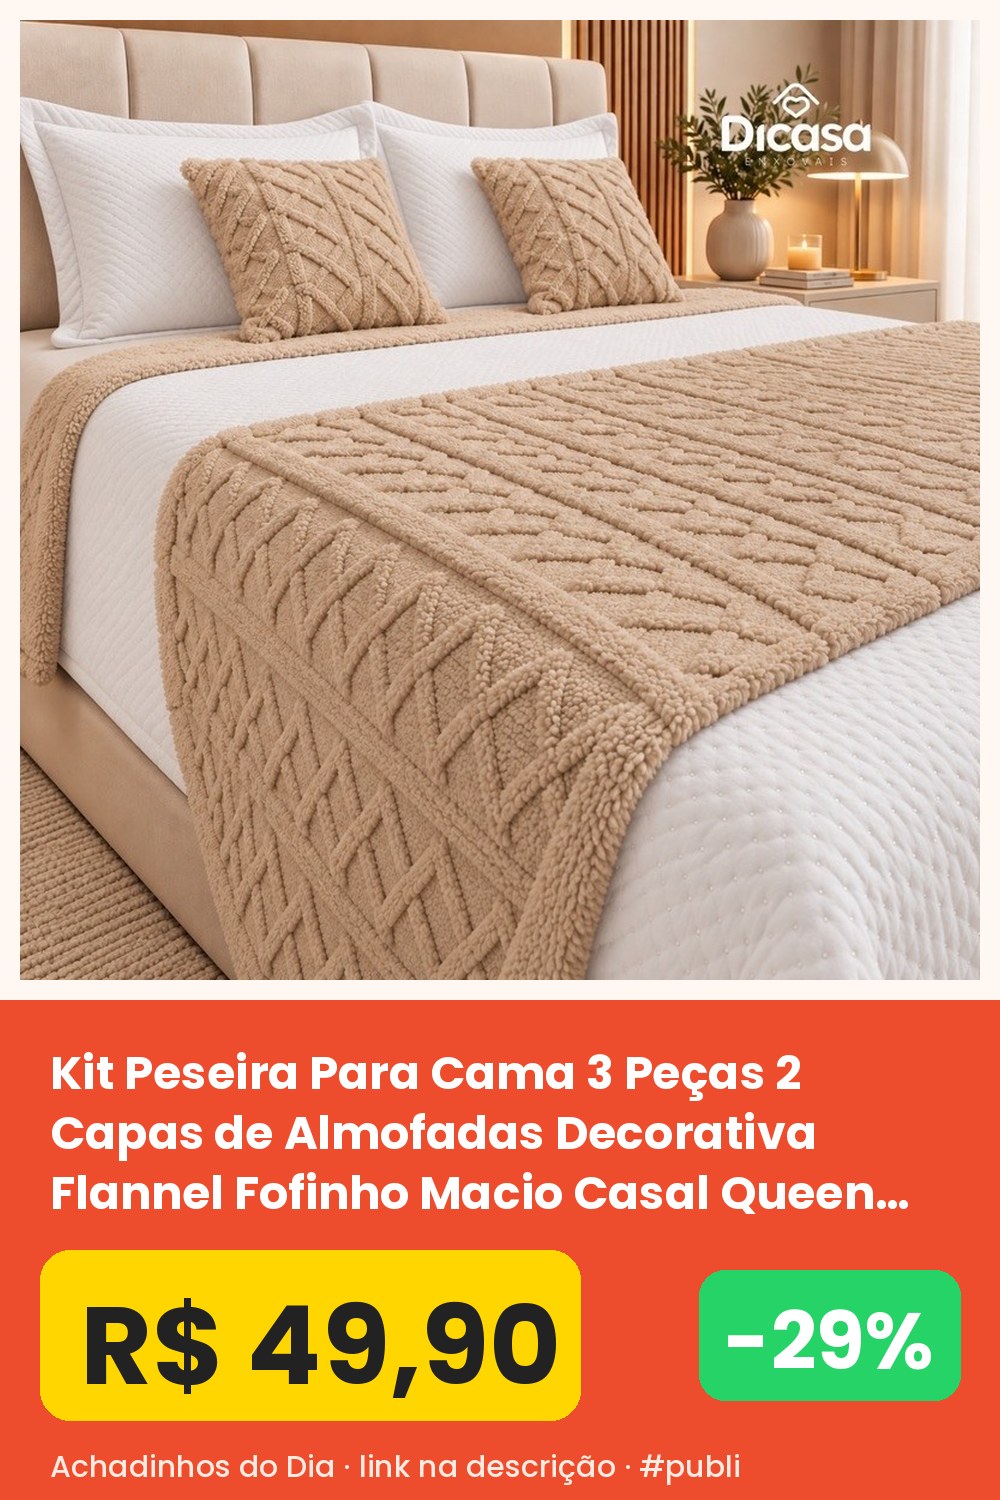 Dicasa
ENXOVAIS
Kit Peseira Para Cama 3 Peças 2
Capas de Almofadas Decorativa
Flannel Fofinho Macio Casal Queen...
R$ 49,90
-29%
Achadinhos do Dia · link na descrição · #publi